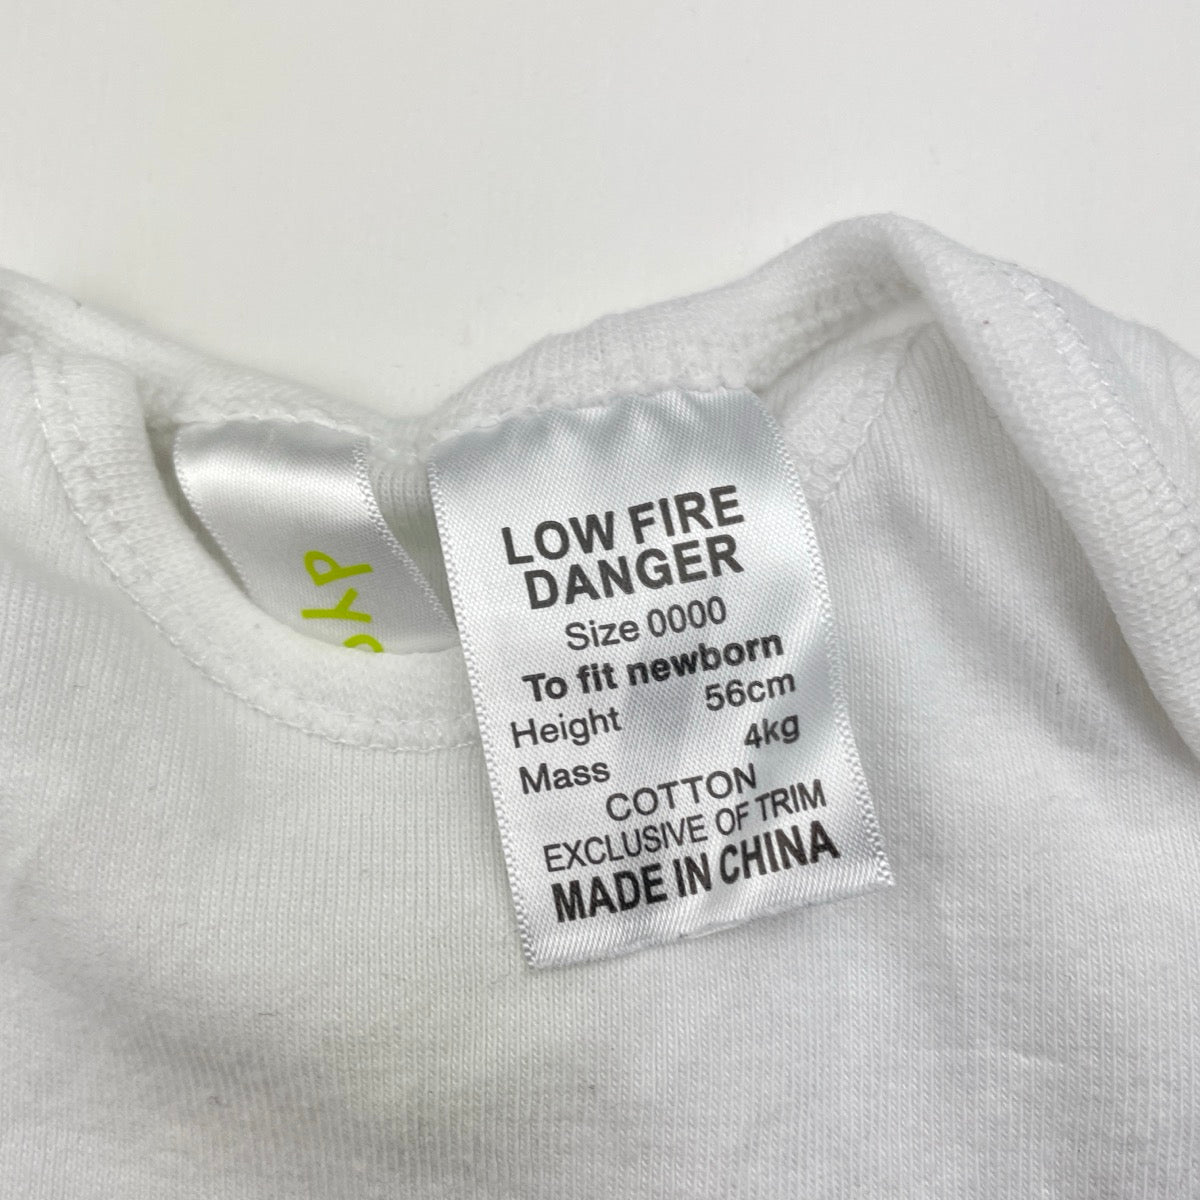 LOW FIRE
DANGER
Size 0000
To fit newborn
Height 56cm
Mass 4kg
COTTON
EXCLUSIVE OF TRIM
MADE IN CHINA